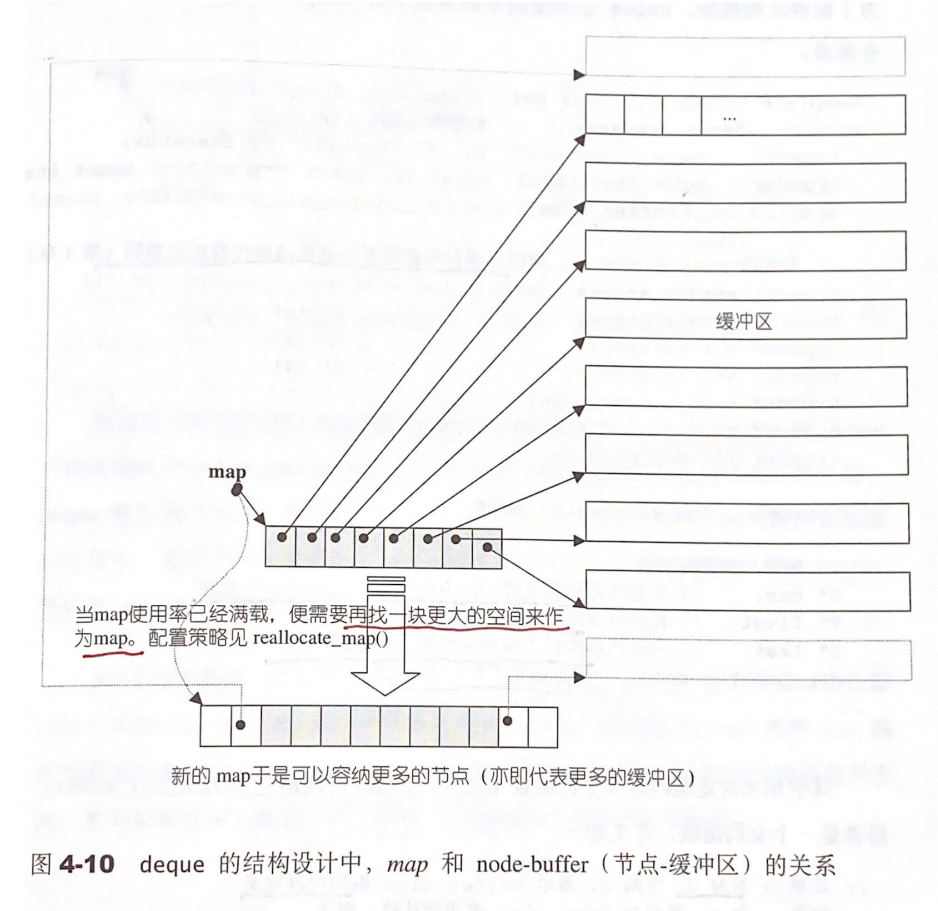 ...
缓冲区
map
当map使用率已经满载，便需要再找一块更大的空间来作
为map。配置策略见 reallocate_map()
新的 map于是可以容纳更多的节点（亦即代表更多的缓冲区）
图 4-10 deque 的结构设计中，map 和 node-buffer（节点-缓冲区）的关系